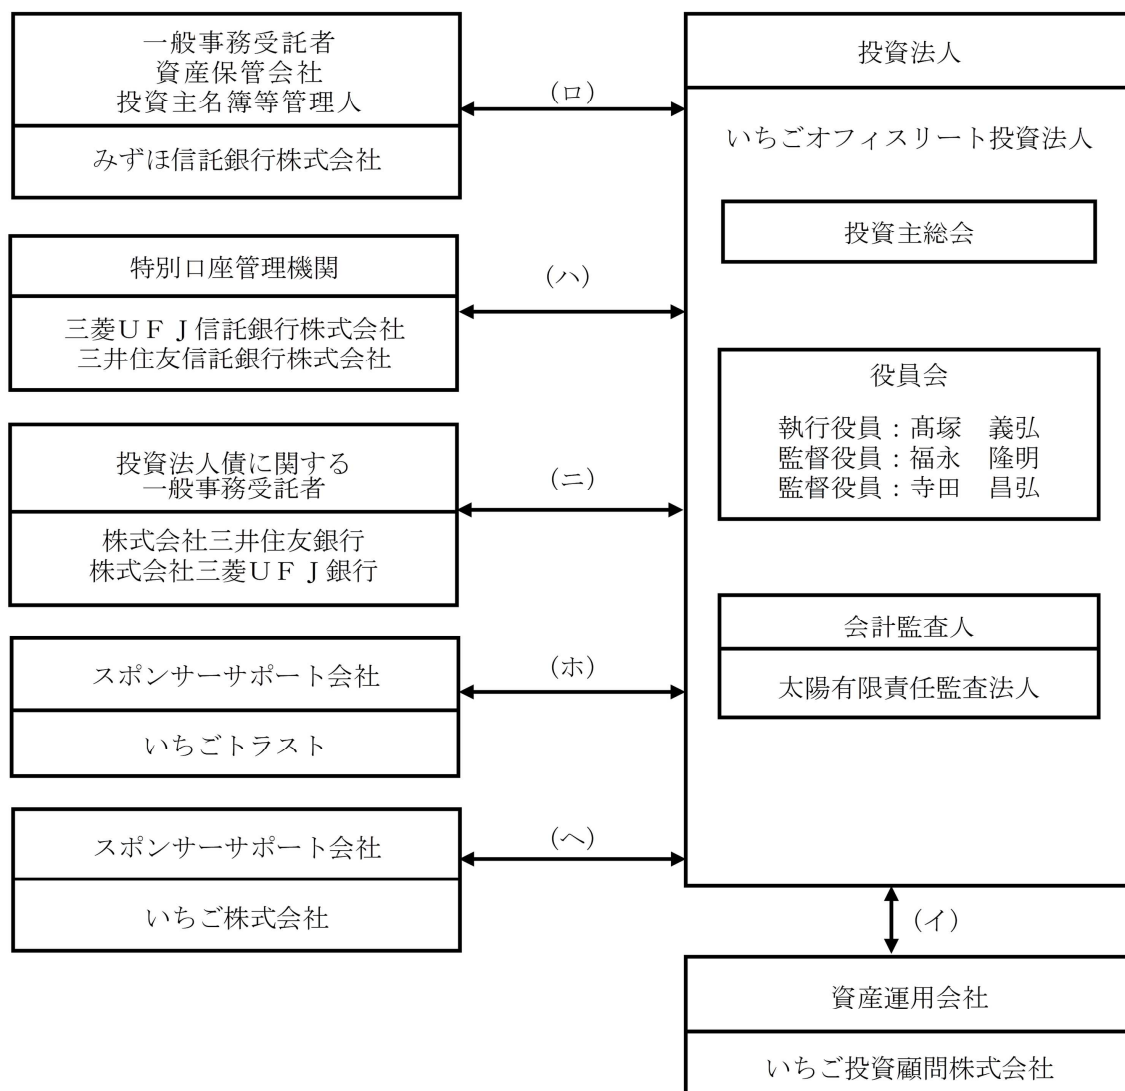 一般事務受託者
資産保管会社
投資主名簿等管理人
みずほ信託銀行株式会社
(ロ)
特別口座管理機関
三菱ＵＦＪ信託銀行株式会社
三井住友信託銀行株式会社
(ハ)
投資法人債に関する
一般事務受託者
株式会社三井住友銀行
株式会社三菱ＵＦＪ銀行
(ニ)
スポンサーサポート会社
いちごトラスト
(ホ)
スポンサーサポート会社
いちご株式会社
(ヘ)
投資法人
いちごオフィスリート投資法人
投資主総会
役員会
執行役員：髙塚　義弘
監督役員：福永　隆明
監督役員：寺田　昌弘
会計監査人
太陽有限責任監査法人
(イ)
資産運用会社
いちご投資顧問株式会社